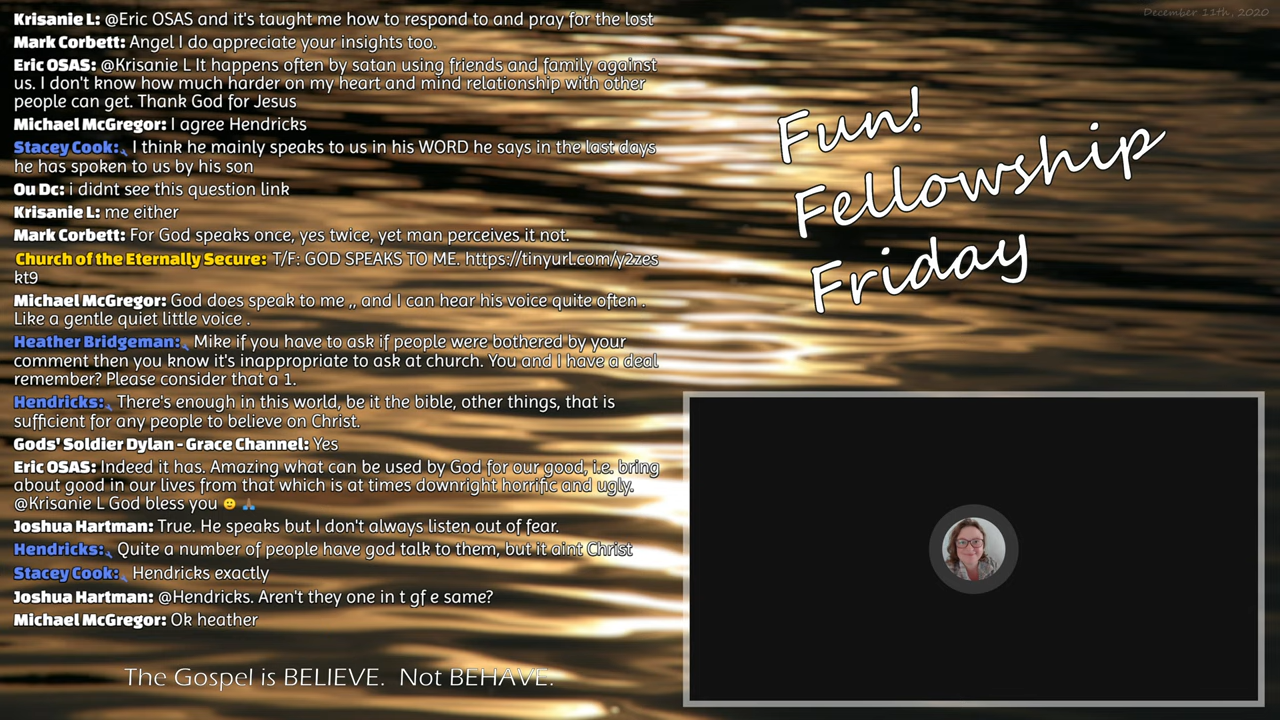 Krisanie L: @Eric OSAS and it's taught me how to respond to and pray for the lost
Mark Corbett: Angel I do appreciate your insights too.
Eric OSAS: @Krisanie L It happens often by satan using friends and family against
us. I don't know how much harder on my heart and mind relationship with other
people can get. Thank God for Jesus
Michael McGregor: I agree Hendricks
Stacey Cook: I think he mainly speaks to us in his WORD he says in the last days
he has spoken to us by his son
Ou Dc: i didnt see this question link
Krisanie L: me either
Mark Corbett: For God speaks once, yes twice, yet man perceives it not.
Church of the Eternally Secure: T/F: GOD SPEAKS TO ME. https://tinyurl.com/y2zes
kt9
Michael McGregor: God does speak to me ,, and I can hear his voice quite often .
Like a gentle quiet little voice .
Heather Bridgeman: Mike if you have to ask if people were bothered by your
comment then you know it's inappropriate to ask at church. You and I have a deal
remember? Please consider that a 1.
Hendricks: There's enough in this world, be it the bible, other things, that is
sufficient for any people to believe on Christ.
Gods' Soldier Dylan - Grace Channel: Yes
Eric OSAS: Indeed it has. Amazing what can be used by God for our good, i.e. bring
about good in our lives from that which is at times downright horrific and ugly.
@Krisanie L God bless you 🙂 🙏
Joshua Hartman: True. He speaks but I don't always listen out of fear.
Hendricks: Quite a number of people have god talk to them, but it aint Christ
Stacey Cook: Hendricks exactly
Joshua Hartman: @Hendricks. Aren't they one in t gf e same?
Michael McGregor: Ok heather
The Gospel is BELIEVE. Not BEHAVE.
December 11th, 2020
Fun!
Fellowship
Friday